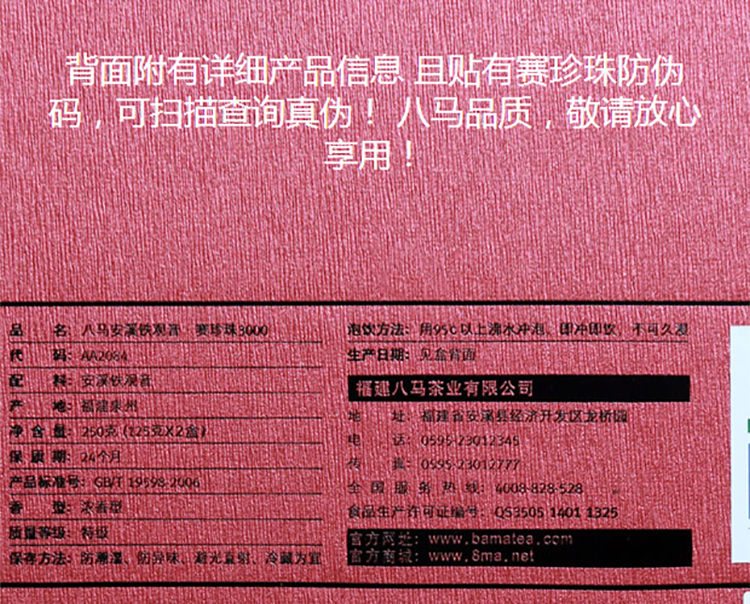 背面附有详细产品信息 且贴有赛珍珠防伪
码，可扫描查询真伪！ 八马品质，敬请放心
享用！
品 名：八马安溪铁观音 赛珍珠3000
代 码：AA2084
配 料：安溪铁观音
产 地：福建泉州
净 含 量：250克 (125克X2盒)
保 质 期：24个月
产品标准号：GB/T 19598-2006
香 型：浓香型
质量等级：特级
保存方法：防潮湿、防异味、避光直射、冷藏为宜
泡饮方法：用95℃以上沸水冲泡，即冲即饮，不可久浸
生产日期：见盒背面
福建八马茶业有限公司
地 址：福建省安溪县经济开发区龙桥园
电 话：0595-23012345
传 真：0595-23012777
全 国 服 务 热 线：4008-828-528
食品生产许可证编号：QS3505 1401 1325
官方网址：www.bamatea.com
官方商城：www.8ma.net